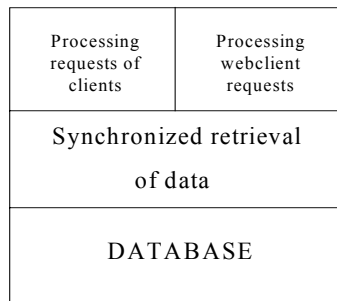 Processing
requests of
clients
Processing
webclient
requests
Synchronized retrieval
of data
DATABASE